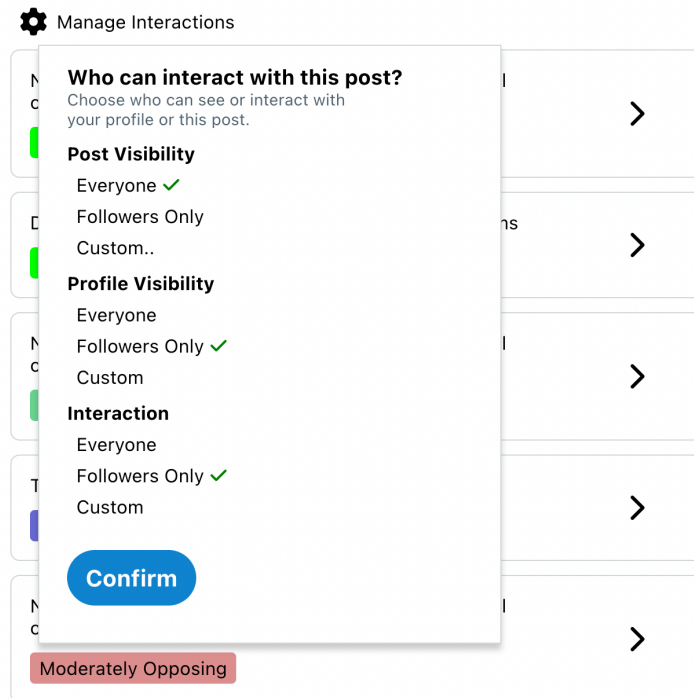 Manage Interactions
Who can interact with this post?
Choose who can see or interact with
your profile or this post.
Post Visibility
Everyone
Followers Only
Custom..
Profile Visibility
Everyone
Followers Only
Custom
Interaction
Everyone
Followers Only
Custom
Confirm
Moderately Opposing